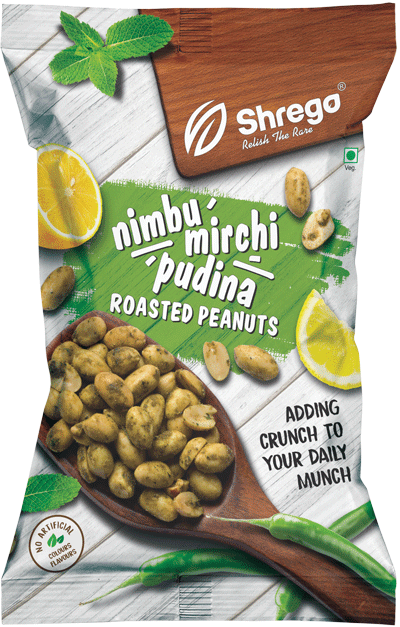 Shrego®
Relish The Rare
Veg.
nimbu
mirchi
pudina
ROASTED PEANUTS
ADDING
CRUNCH TO
YOUR DAILY
MUNCH
NO ARTIFICIAL
COLOURS
FLAVOURS